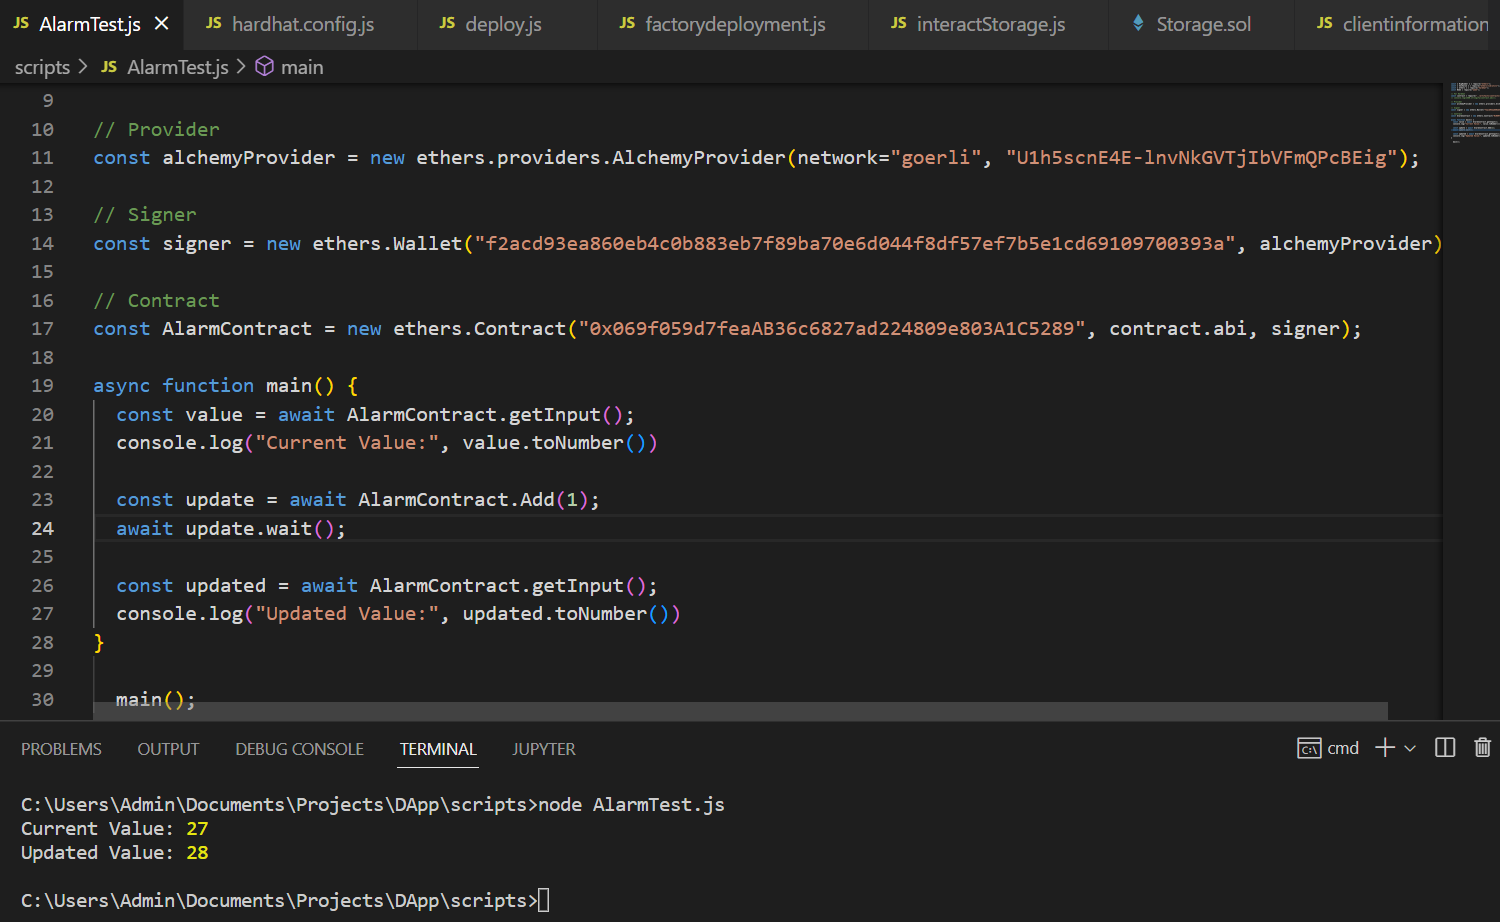 JS AlarmTest.js JS hardhat.config.js JS deploy.js JS factorydeployment.js JS interactStorage.js Storage.sol JS clientinformation
scripts > JS AlarmTest.js > main
9
10 // Provider
11 const alchemyProvider = new ethers.providers.AlchemyProvider(network="goerli", "U1h5scnE4E-lnvNkGVTjIbVFmQPcBEig");
12
13 // Signer
14 const signer = new ethers.Wallet("f2acd93ea860eb4c0b883eb7f89ba70e6d044f8df57ef7b5e1cd69109700393a", alchemyProvider)
15
16 // Contract
17 const AlarmContract = new ethers.Contract("0x069f059d7feaAB36c6827ad224809e803A1C5289", contract.abi, signer);
18
19 async function main() {
20 const value = await AlarmContract.getInput();
21 console.log("Current Value:", value.toNumber())
22
23 const update = await AlarmContract.Add(1);
24 await update.wait();
25
26 const updated = await AlarmContract.getInput();
27 console.log("Updated Value:", updated.toNumber())
28 }
29
30 main();
PROBLEMS OUTPUT DEBUG CONSOLE TERMINAL JUPYTER cmd
C:\Users\Admin\Documents\Projects\DApp\scripts>node AlarmTest.js
Current Value: 27
Updated Value: 28
C:\Users\Admin\Documents\Projects\DApp\scripts>